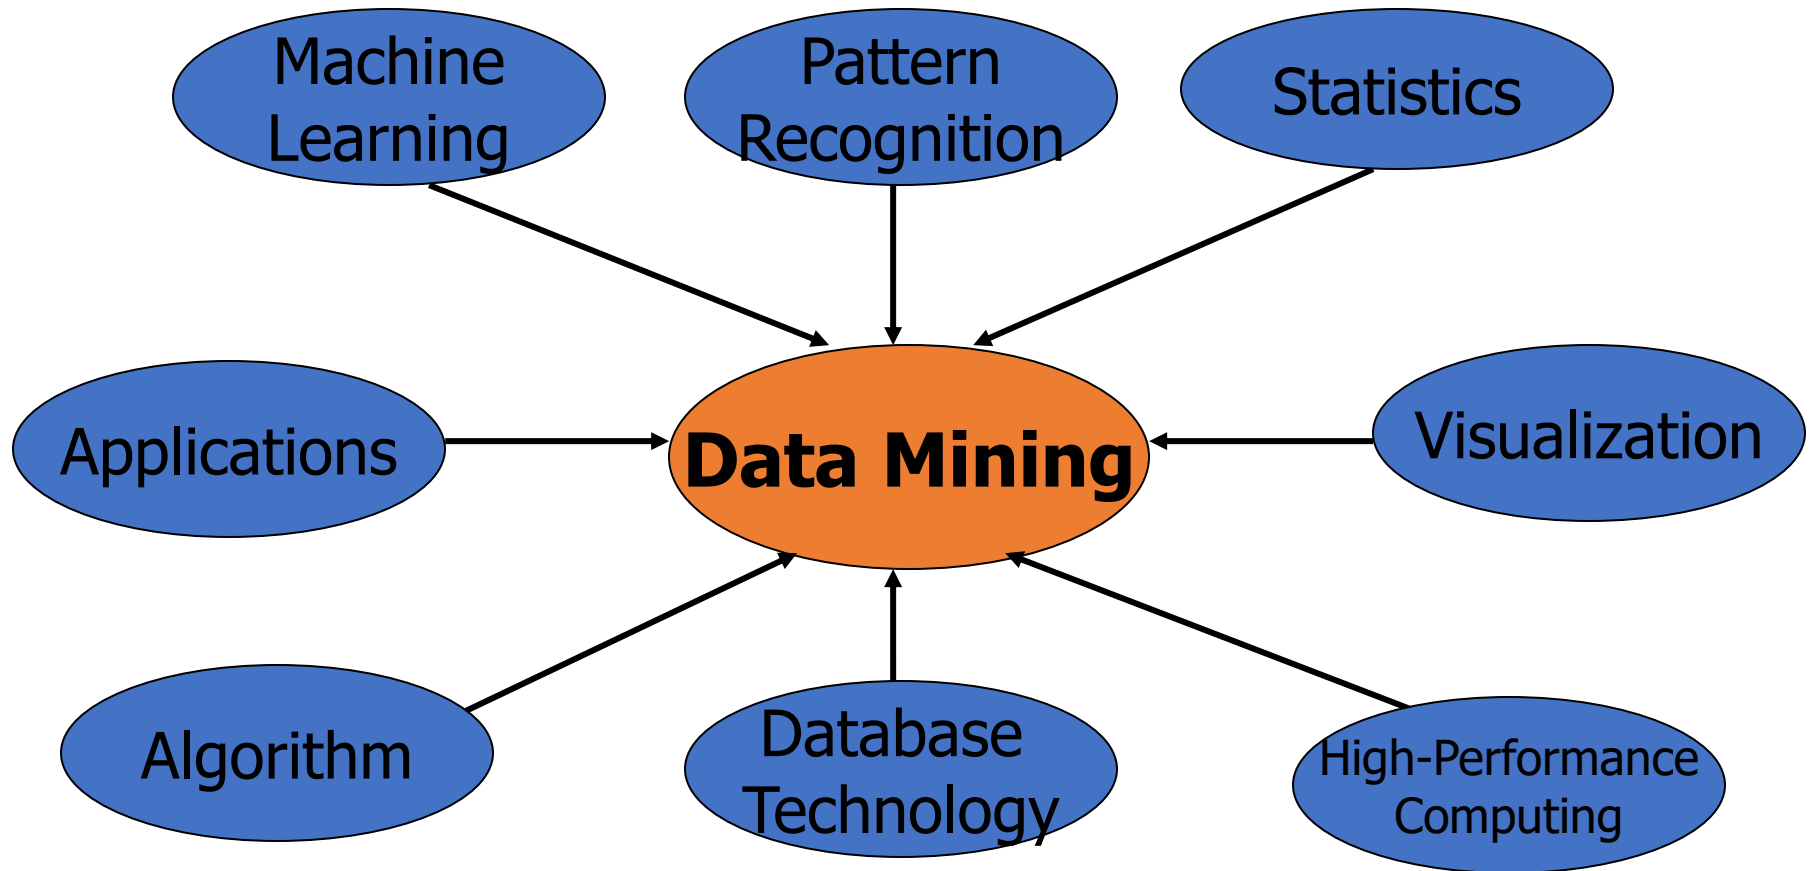 Machine
Learning
Pattern
Recognition
Statistics
Applications
Data Mining
Visualization
Algorithm
Database
Technology
High-Performance
Computing